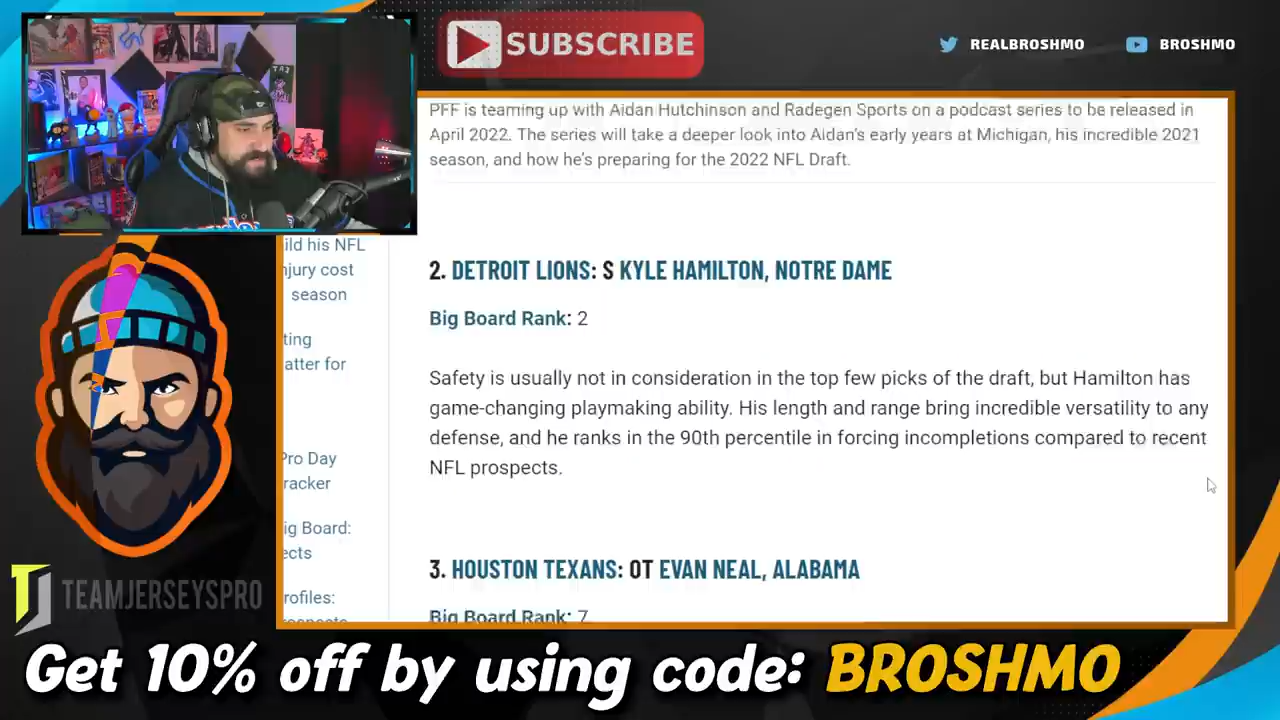 SUBSCRIBE
REALBROSHMO
BROSHMO
PFF is teaming up with Aidan Hutchinson and Radegen Sports on a podcast series to be released in
April 2022. The series will take a deeper look into Aidan's early years at Michigan, his incredible 2021
season, and how he's preparing for the 2022 NFL Draft.
ild his NFL
njury cost
season
ting
atter for
Pro Day
racker
ig Board:
ects
rofiles:
2. DETROIT LIONS: S KYLE HAMILTON, NOTRE DAME
Big Board Rank: 2
Safety is usually not in consideration in the top few picks of the draft, but Hamilton has
game-changing playmaking ability. His length and range bring incredible versatility to any
defense, and he ranks in the 90th percentile in forcing incompletions compared to recent
NFL prospects.
3. HOUSTON TEXANS: OT EVAN NEAL, ALABAMA
Big Board Rank: 7
TJ TEAMJERSEYSPRO
Get 10% off by using code: BROSHMO